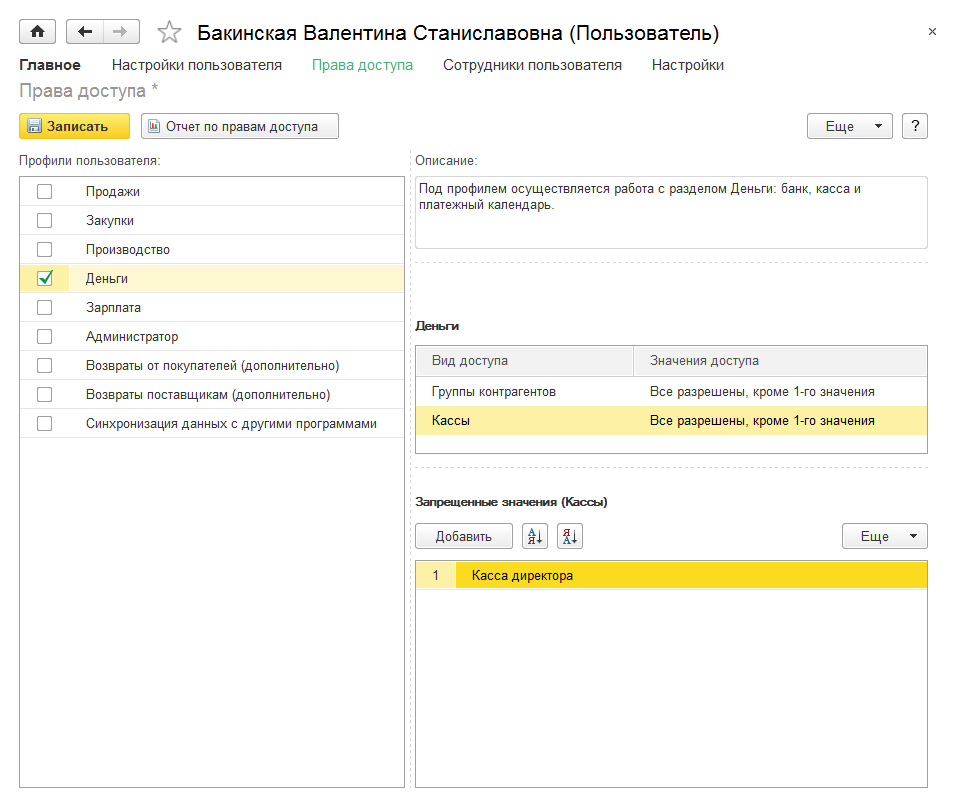 Бакинская Валентина Станиславовна (Пользователь)
Главное Настройки пользователя Права доступа Сотрудники пользователя Настройки
Права доступа *
Записать Отчет по правам доступа Еще ?
Профили пользователя:
Продажи
Закупки
Производство
Деньги
Зарплата
Администратор
Возвраты от покупателей (дополнительно)
Возвраты поставщикам (дополнительно)
Синхронизация данных с другими программами
Описание:
Под профилем осуществляется работа с разделом Деньги: банк, касса и
платежный календарь.
Деньги
Вид доступа Значения доступа
Группы контрагентов Все разрешены, кроме 1-го значения
Кассы Все разрешены, кроме 1-го значения
Запрещенные значения (Кассы)
Добавить А Я Я А Еще
1 Касса директора